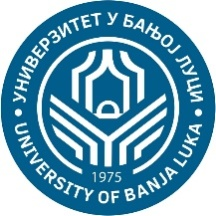 УНИВЕРЗИТЕТ У БАЊОЈ ЛУЦИ
1975
UNIVERSITY OF BANJA LUKA